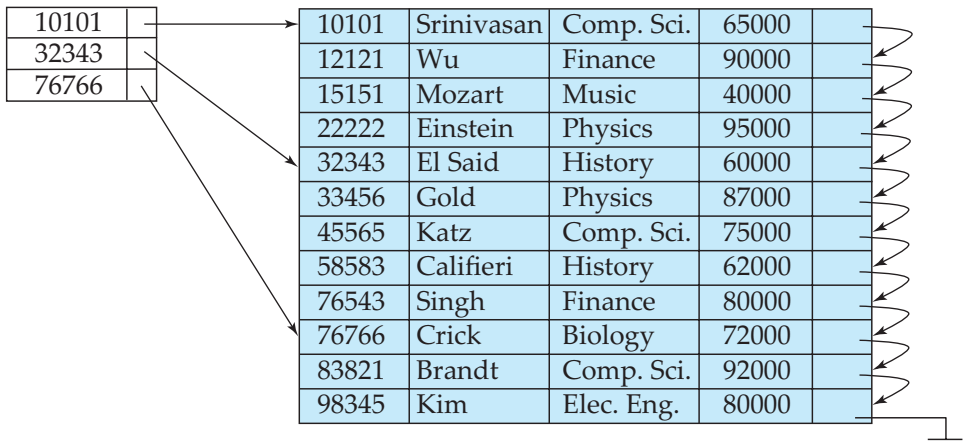 10101
32343
76766
10101 Srinivasan Comp. Sci. 65000
12121 Wu Finance 90000
15151 Mozart Music 40000
22222 Einstein Physics 95000
32343 El Said History 60000
33456 Gold Physics 87000
45565 Katz Comp. Sci. 75000
58583 Califieri History 62000
76543 Singh Finance 80000
76766 Crick Biology 72000
83821 Brandt Comp. Sci. 92000
98345 Kim Elec. Eng. 80000